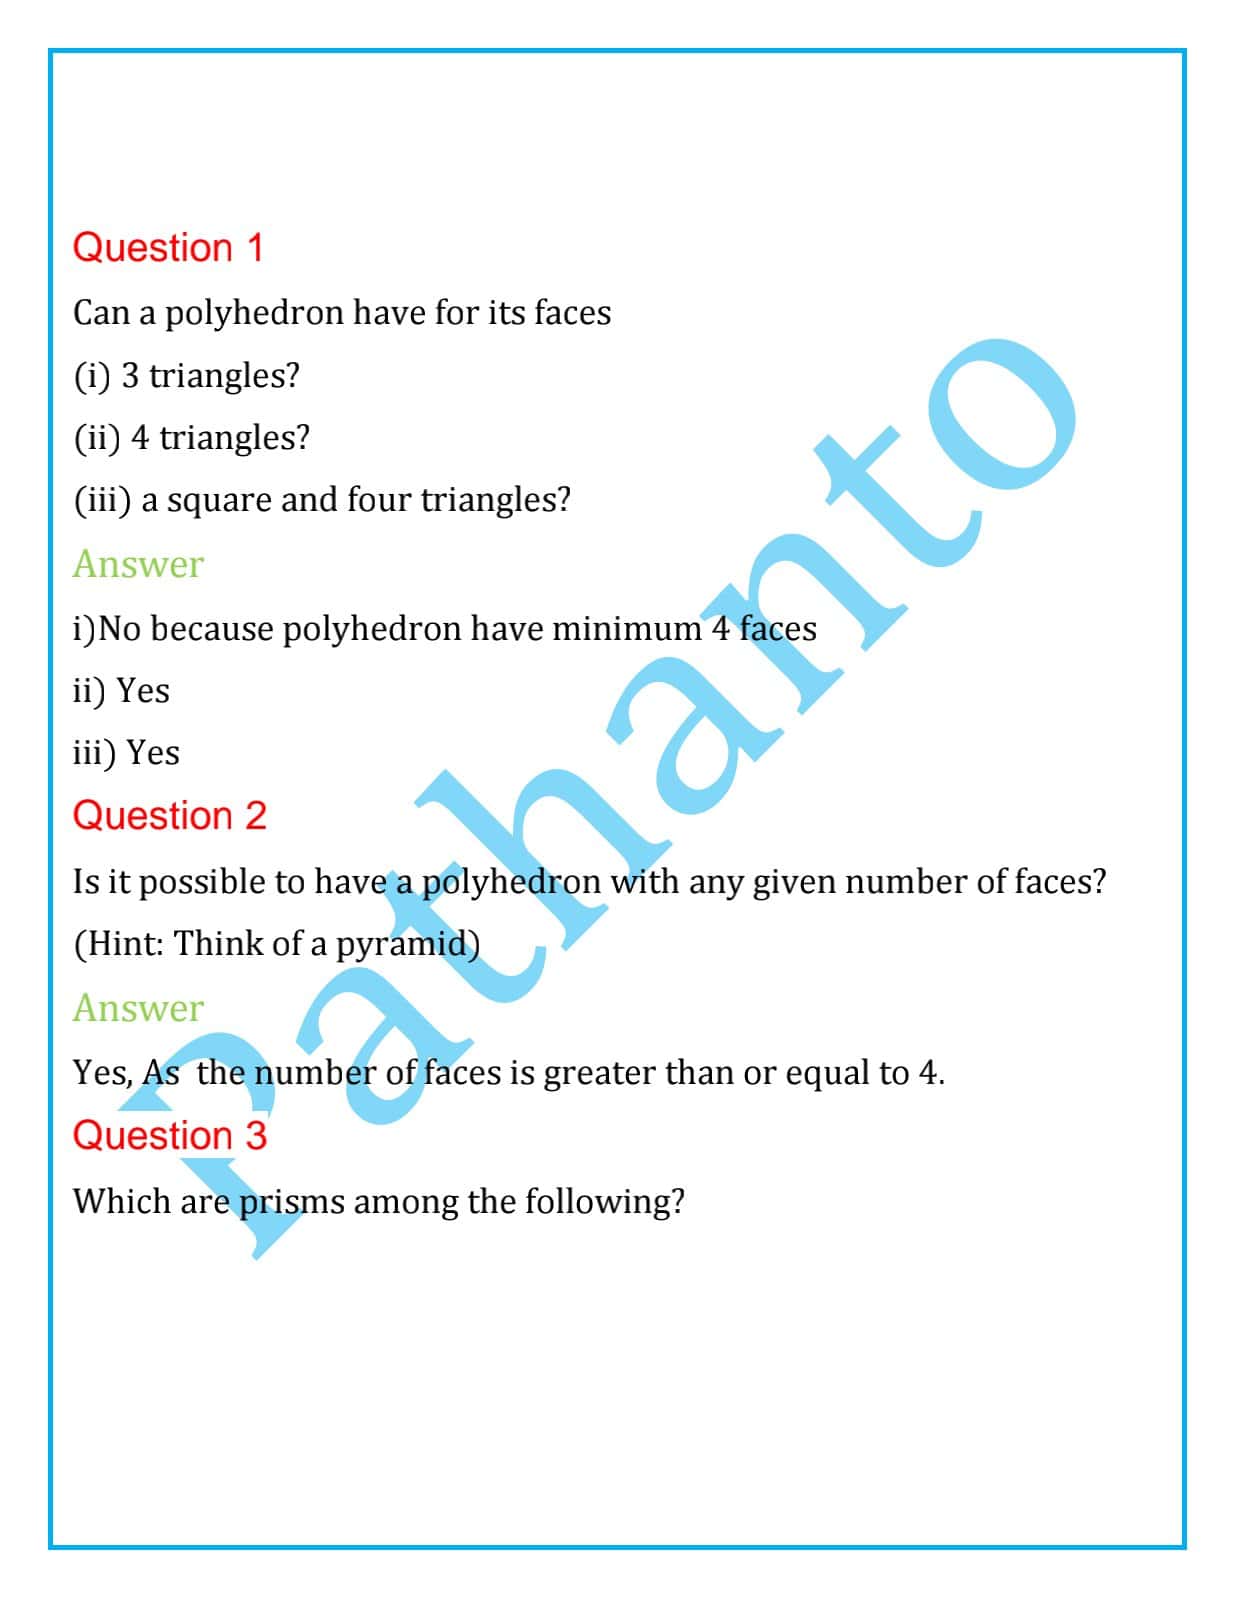 Question 1
Can a polyhedron have for its faces
(i) 3 triangles?
(ii) 4 triangles?
(iii) a square and four triangles?
Answer
i)No because polyhedron have minimum 4 faces
ii) Yes
iii) Yes
Question 2
Is it possible to have a polyhedron with any given number of faces?
(Hint: Think of a pyramid)
Answer
Yes, As  the number of faces is greater than or equal to 4.
Question 3
Which are prisms among the following?
Pathanto